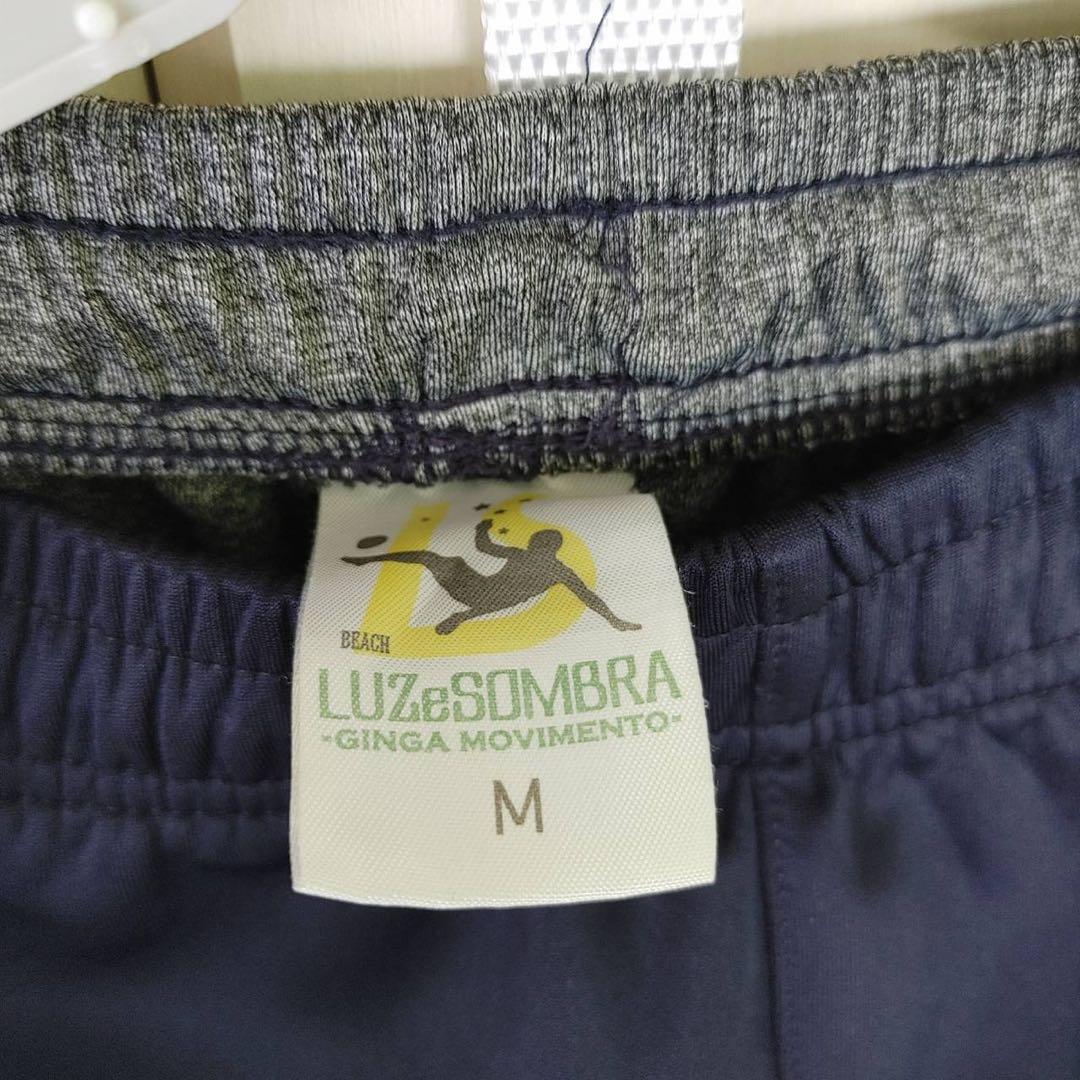 BEACH
LUZeSOMBRA
-GINGA MOVIMENTO-
M